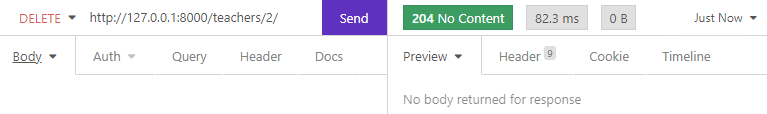 DELETE http://127.0.0.1:8000/teachers/2/ Send 204 No Content 82.3 ms 0 B Just Now
Body Auth Query Header Docs Preview Header 9 Cookie Timeline
No body returned for response